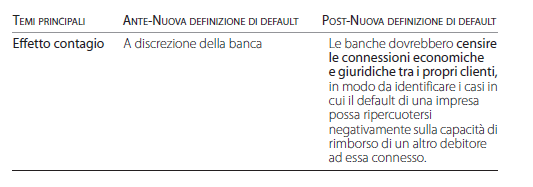 TEMI PRINCIPALI ANTE-NUOVA DEFINIZIONE DI DEFAULT POST-NUOVA DEFINIZIONE DI DEFAULT
Effetto contagio A discrezione della banca Le banche dovrebbero censire
le connessioni economiche
e giuridiche tra i propri clienti,
in modo da identificare i casi in
cui il default di una impresa
possa ripercuotersi
negativamente sulla capacità di
rimborso di un altro debitore
ad essa connesso.